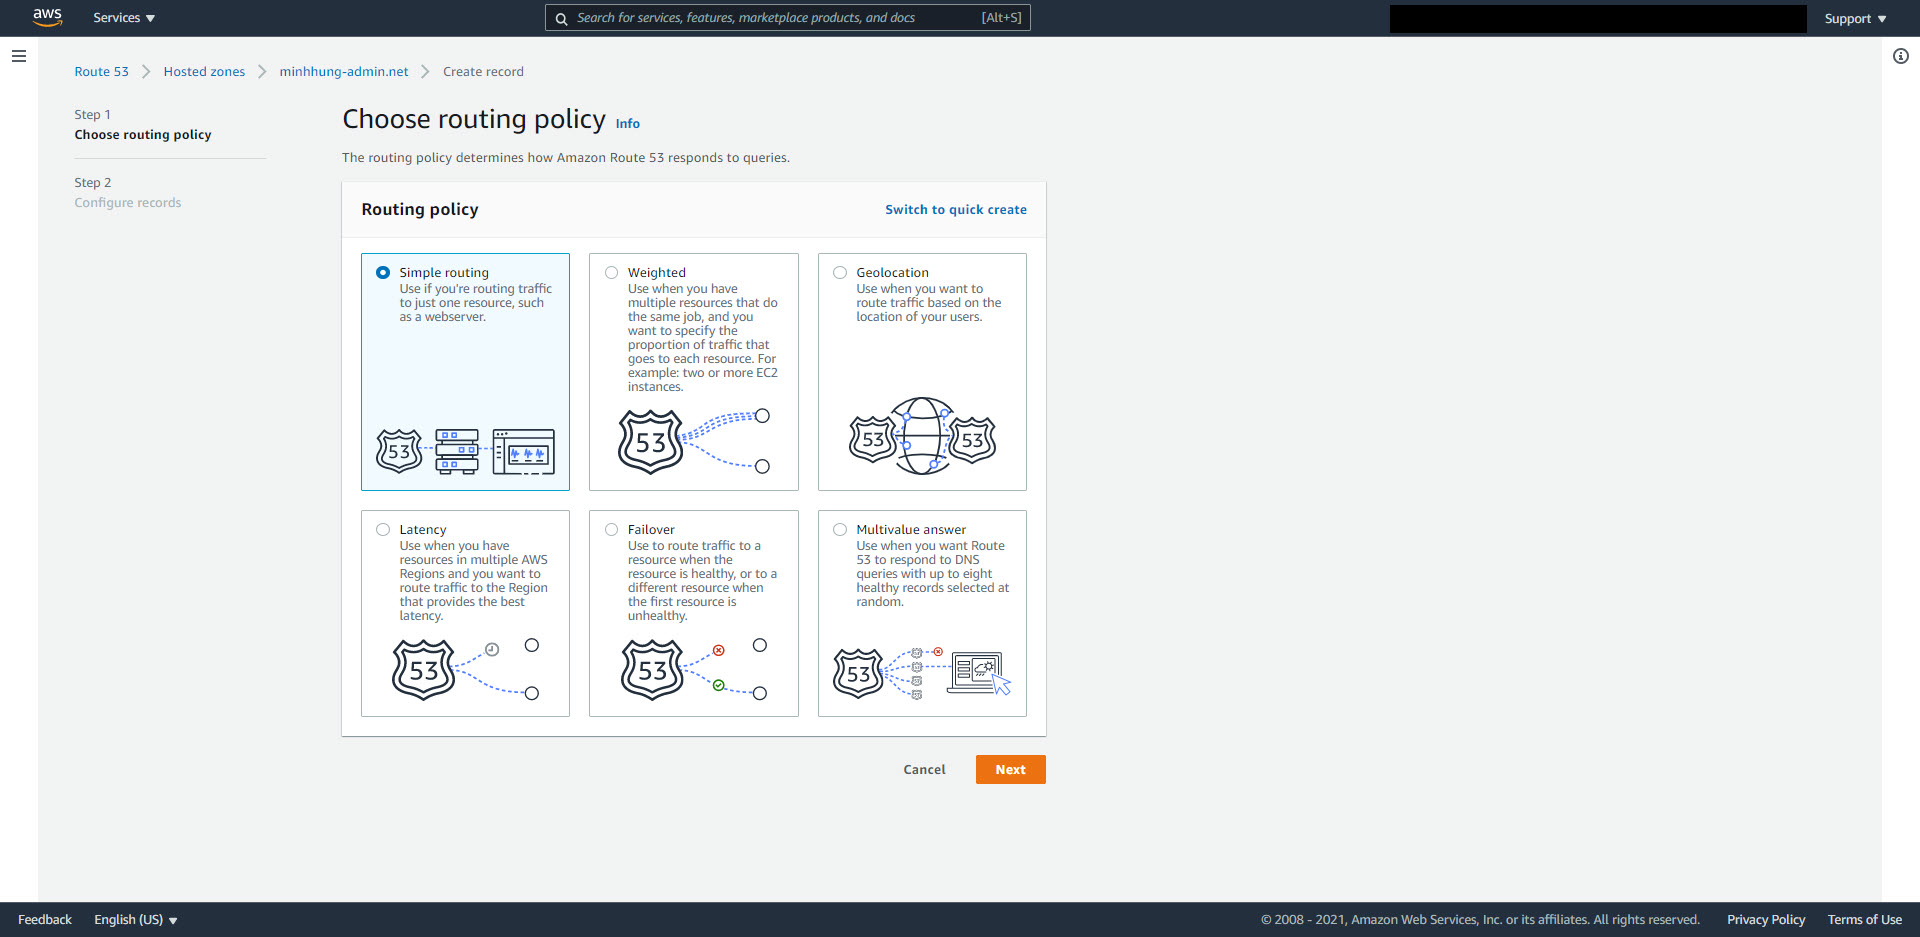 aws
Services
Search for services, features, marketplace products, and docs
[Alt+S]
Support
Route 53
Hosted zones
minhhung-admin.net
Create record
Step 1
Choose routing policy
Step 2
Configure records
Choose routing policy Info
The routing policy determines how Amazon Route 53 responds to queries.
Routing policy
Switch to quick create
Simple routing
Use if you're routing traffic
to just one resource, such
as a webserver.
53
Weighted
Use when you have
multiple resources that do
the same job, and you
want to specify the
proportion of traffic that
goes to each resource. For
example: two or more EC2
instances.
53
Geolocation
Use when you want to
route traffic based on the
location of your users.
53
53
Latency
Use when you have
resources in multiple AWS
Regions and you want to
route traffic to the Region
that provides the best
latency.
53
Failover
Use to route traffic to a
resource when the
resource is healthy, or to a
different resource when
the first resource is
unhealthy.
53
Multivalue answer
Use when you want Route
53 to respond to DNS
queries with up to eight
healthy records selected at
random.
53
Cancel
Next
Feedback
English (US)
© 2008 - 2021, Amazon Web Services, Inc. or its affiliates. All rights reserved.
Privacy Policy
Terms of Use